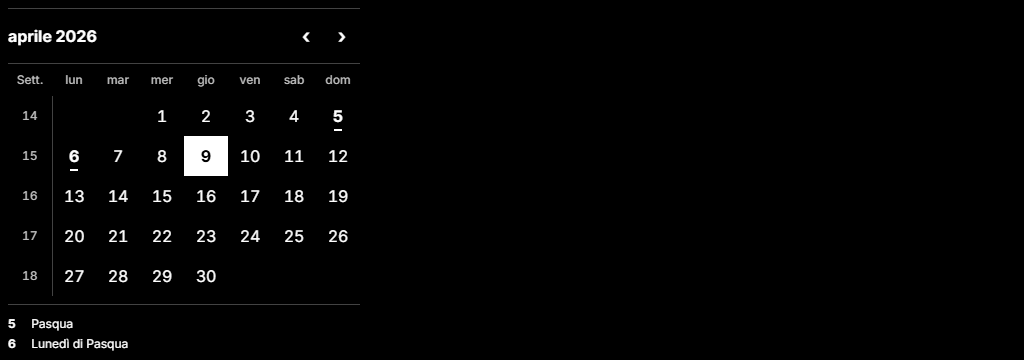 aprile 2026 ‹ ›
Sett. lun mar mer gio ven sab dom
14 1 2 3 4 5
15 6 7 8 9 10 11 12
16 13 14 15 16 17 18 19
17 20 21 22 23 24 25 26
18 27 28 29 30
5 Pasqua
6 Lunedì di Pasqua